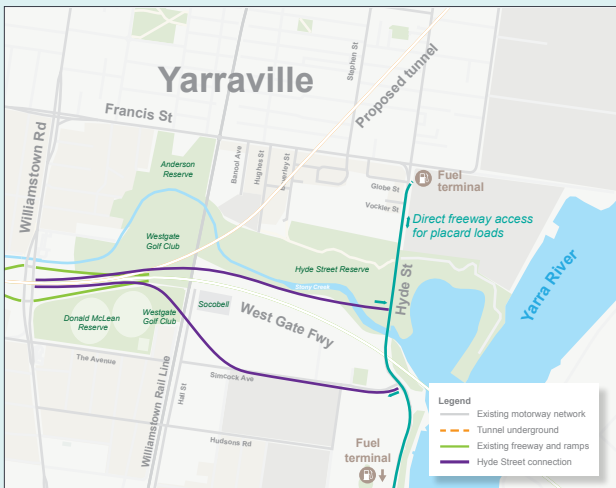 Yarraville
Stephen St
Proposed tunnel
Francis St
Williamstown Rd
Anderson
Reserve
Banool Ave
Hughes St
Globe St
Fuel
terminal
Vockler St
Direct freeway access
for placard loads
Westgate
Golf Club
Hyde Street Reserve
Hyde St
Yarra River
Stony Creek
Socobell
West Gate Fwy
Donald McLean
Reserve
Westgate
Golf Club
The Avenue
Simcock Ave
Hall St
Williamstown Rail Line
Hudsons Rd
Fuel
terminal
Legend
Existing motorway network
Tunnel underground
Existing freeway and ramps
Hyde Street connection